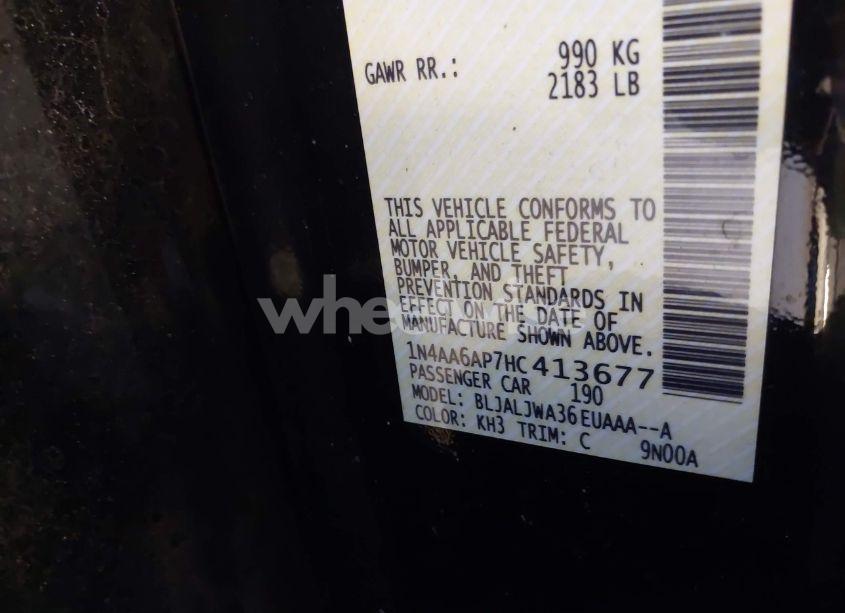 990 KG
GAWR RR.: 2183 LB
THIS VEHICLE CONFORMS TO
ALL APPLICABLE FEDERAL
MOTOR VEHICLE SAFETY,
BUMPER, AND THEFT
PREVENTION STANDARDS IN
EFFECT ON THE DATE OF
MANUFACTURE SHOWN ABOVE.
1N4AA6AP7HC413677
PASSENGER CAR 190
MODEL: BLJALJWA36EUAAA--A
COLOR: KH3 TRIM: C 9N00A